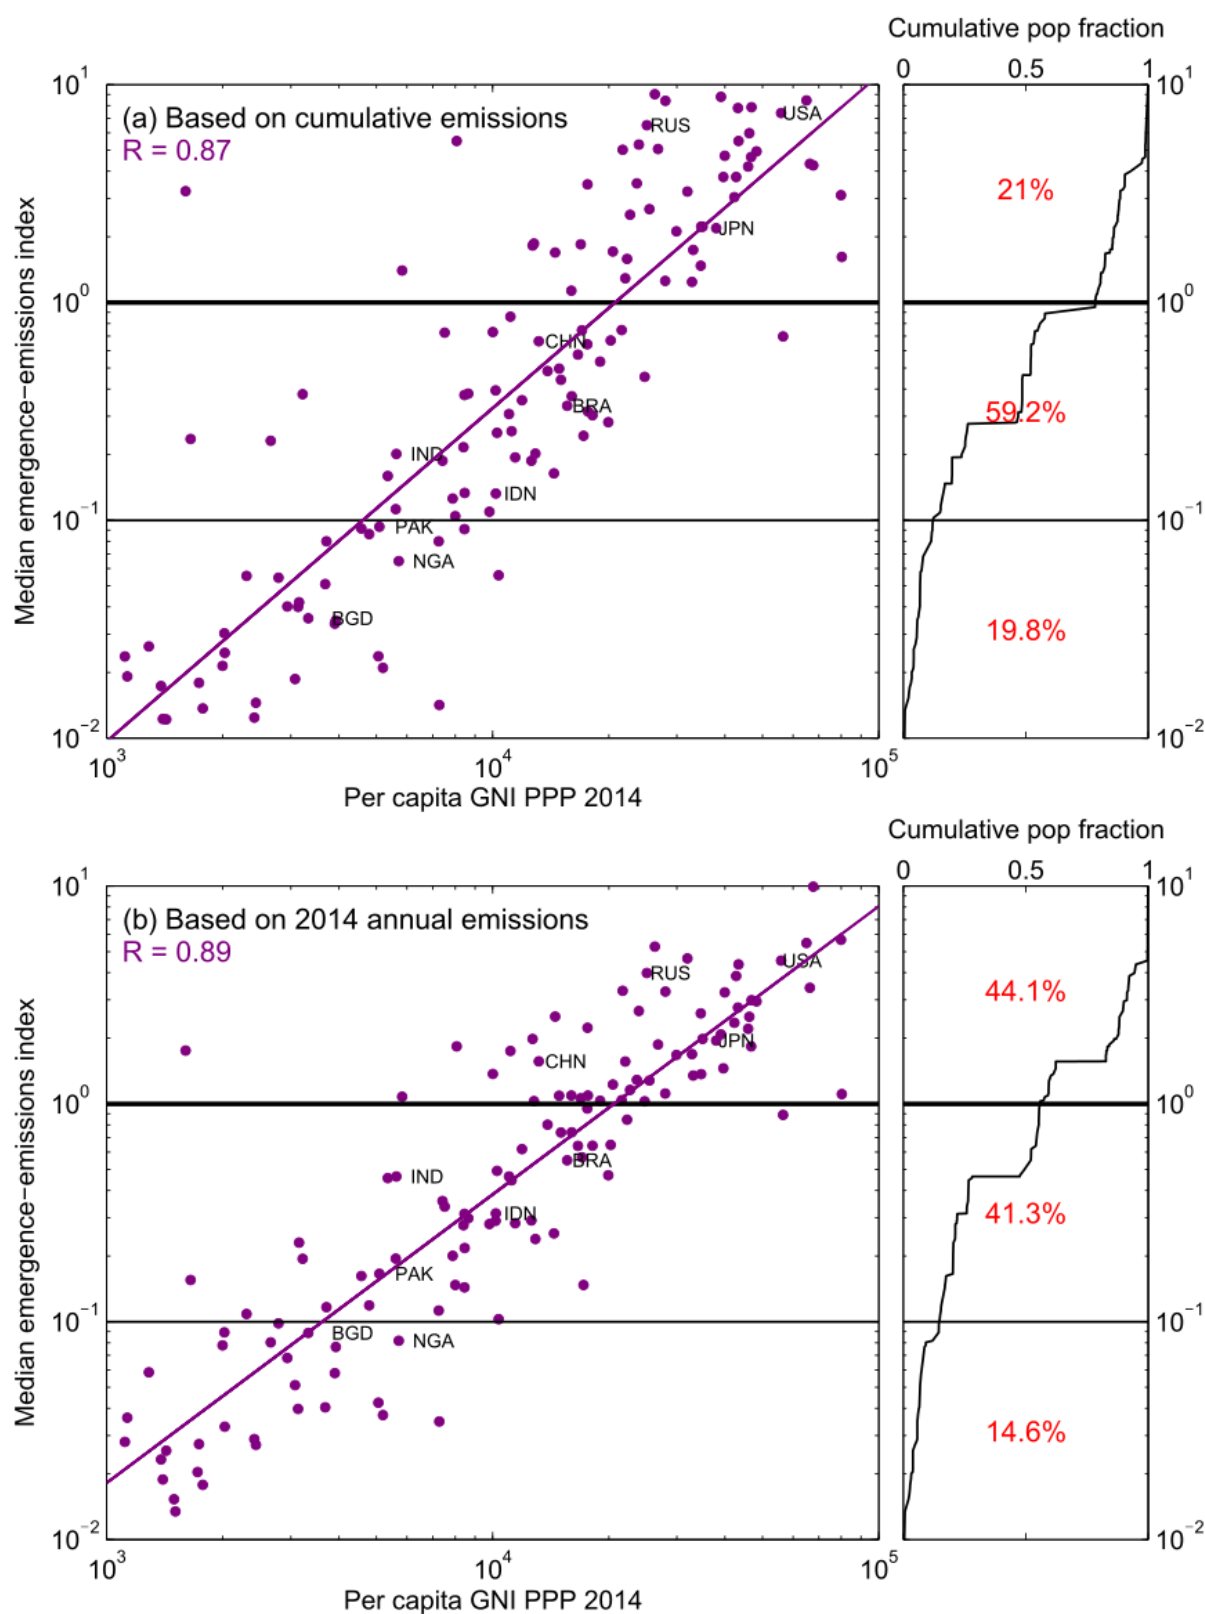 Cumulative pop fraction
0 0.5 1
10¹ 10¹
(a) Based on cumulative emissions
R = 0.87
USA
RUS
21%
JPN
10⁰ 10⁰
CHN
BRA
59.2%
IND
IDN
10⁻¹ 10⁻¹
PAK
NGA
BGD
19.8%
10⁻² 10⁻²
10³ 10⁴ 10⁵
Per capita GNI PPP 2014
Median emergence−emissions index
Cumulative pop fraction
0 0.5 1
10¹ 10¹
(b) Based on 2014 annual emissions
R = 0.89
USA
RUS
44.1%
JPN
CHN
10⁰ 10⁰
BRA
IND
IDN
41.3%
PAK
10⁻¹ 10⁻¹
BGD
NGA
14.6%
10⁻² 10⁻²
10³ 10⁴ 10⁵
Per capita GNI PPP 2014
Median emergence−emissions index